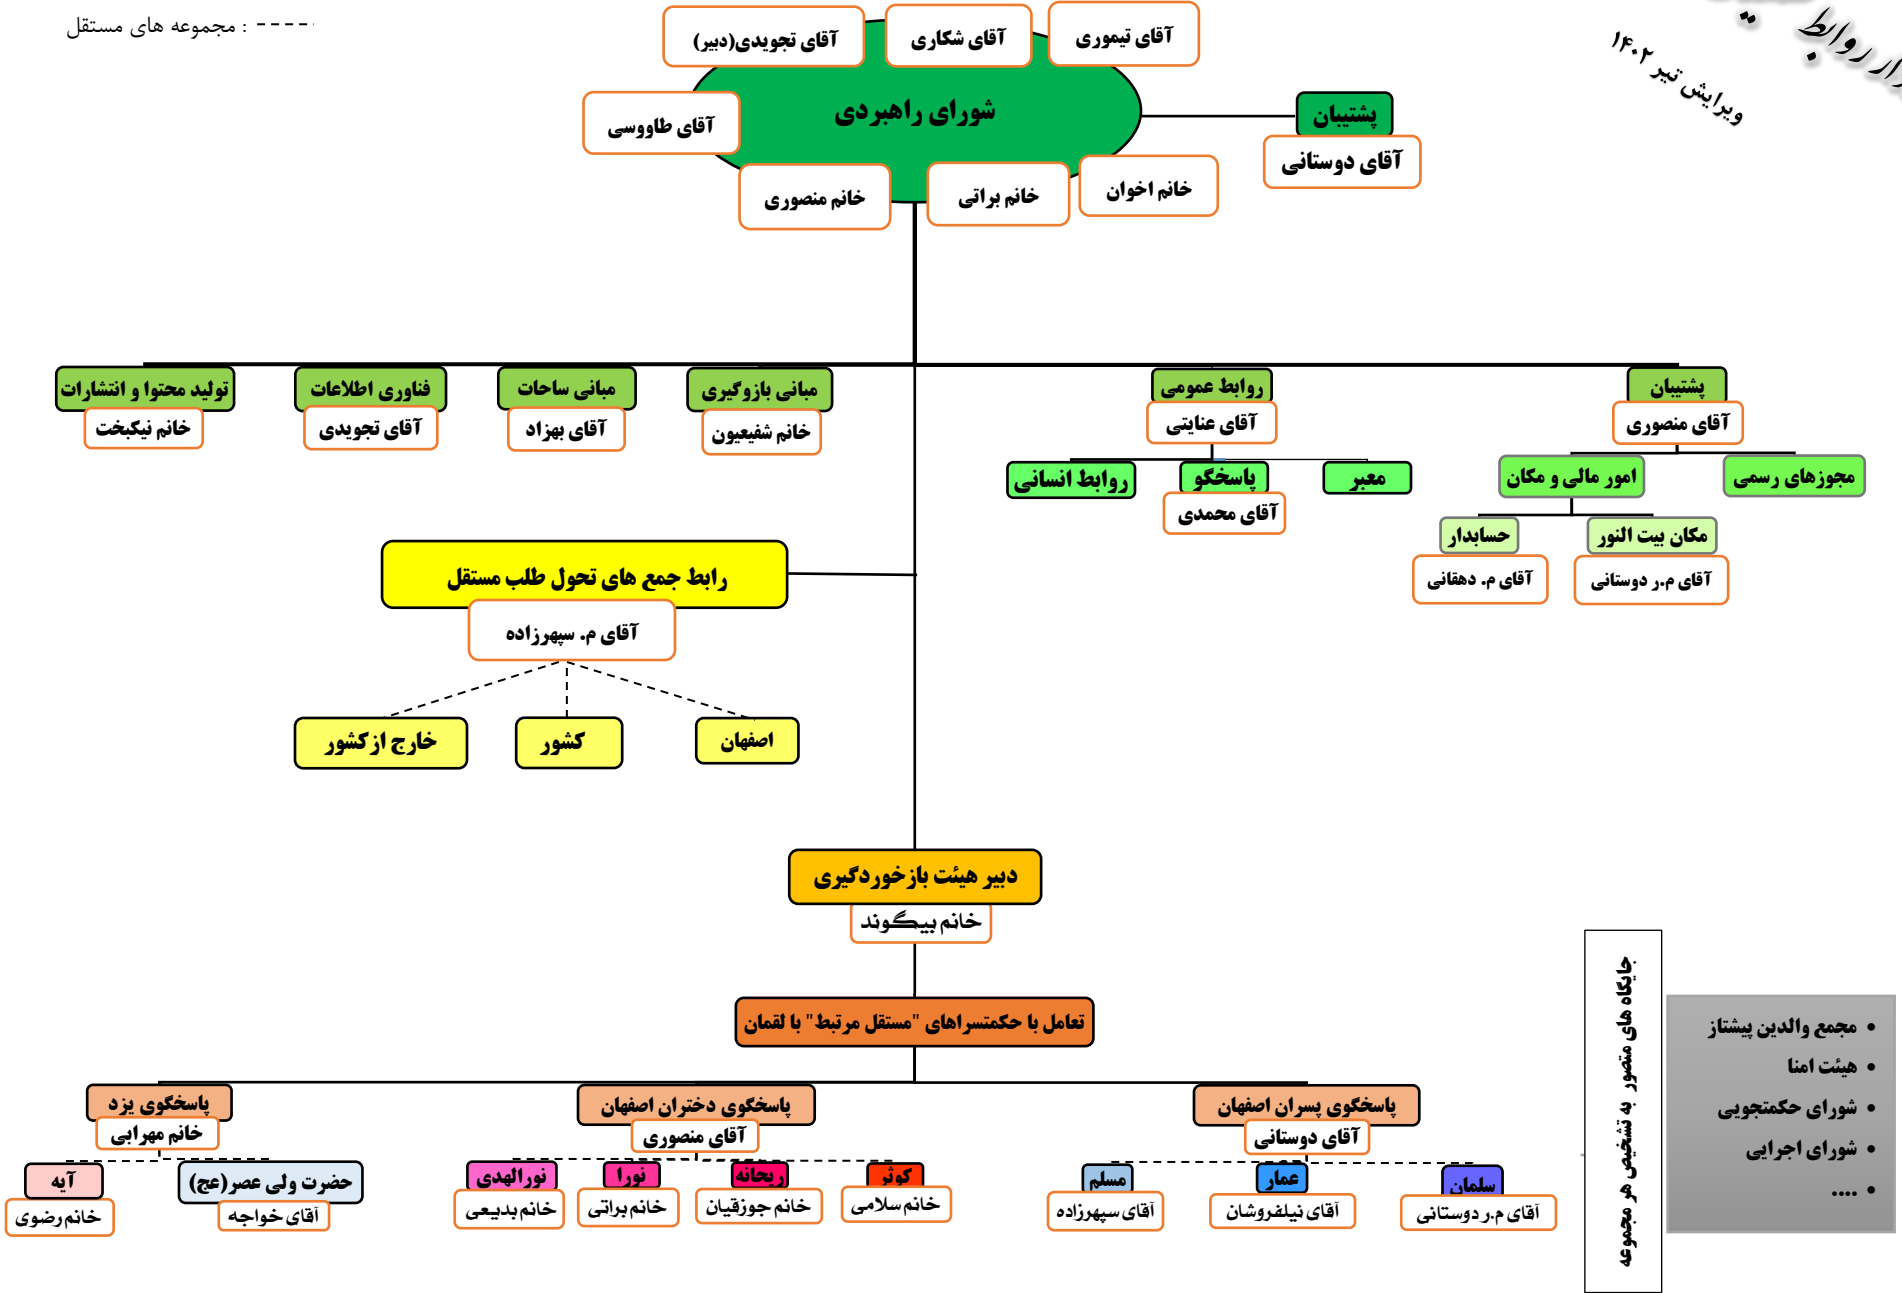 روابط
ویرایش تیر ۱۴۰۲
---- : مجموعه های مستقل
آقای تیموری
آقای شکاری
آقای تجویدی(دبیر)
شورای راهبردی
آقای طاووسی
خانم اخوان
خانم براتی
خانم منصوری
پشتیبان
آقای دوستانی
پشتیبان
آقای منصوری
روابط عمومی
آقای عنایتی
مبانی بازوگیری
خانم شفیعیون
مبانی ساحات
آقای بهزاد
فناوری اطلاعات
آقای تجویدی
تولید محتوا و انتشارات
خانم نیکبخت
مجوزهای رسمی
امور مالی و مکان
مکان بیت النور
آقای م.ر دوستانی
حسابدار
آقای م. دهقانی
معبر
پاسخگو
آقای محمدی
روابط انسانی
رابط جمع های تحول طلب مستقل
آقای م. سپهرزاده
اصفهان
کشور
خارج ازکشور
دبیر هیئت بازخوردگیری
خانم بیگوند
تعامل با حکمتسراهای "مستقل مرتبط" با لقمان
پاسخگوی پسران اصفهان
آقای دوستانی
سلمان
آقای م.ر دوستانی
عمار
آقای نیلفروشان
مسلم
آقای سپهرزاده
پاسخگوی دختران اصفهان
آقای منصوری
کوثر
خانم سلامی
ریحانه
خانم جوزقیان
نورا
خانم براتی
نورالهدی
خانم بدیعی
پاسخگوی یزد
خانم مهرابی
حضرت ولی عصر(عج)
آقای خواجه
آیه
خانم رضوی
جایگاه های متصور به تشخیص هر مجموعه
• مجمع والدین پیشتاز
• هیئت امنا
• شورای حکمتجویی
• شورای اجرایی
• ....